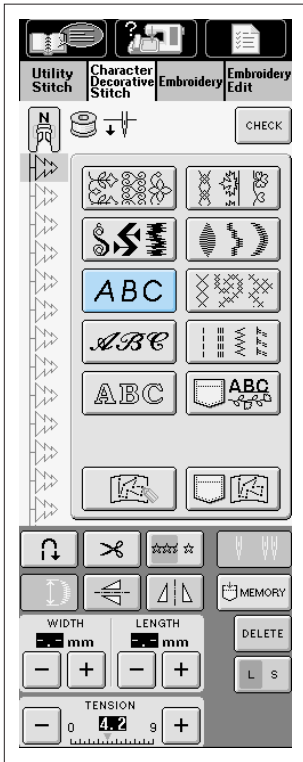 Utility
Stitch
Character
Decorative
Stitch
Embroidery
Embroidery
Edit
N
CHECK
ABC
ABC
ABC
ABC
MEMORY
WIDTH
-.- mm
LENGTH
-.- mm
DELETE
- +
- +
L S
TENSION
- 0 4.2 9 +